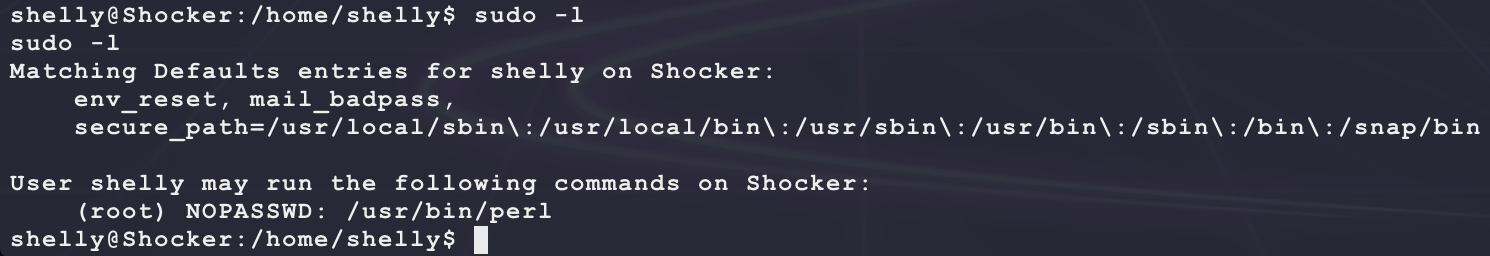 shelly@Shocker:/home/shelly$ sudo -l
sudo -l
Matching Defaults entries for shelly on Shocker:
    env_reset, mail_badpass,
    secure_path=/usr/local/sbin\:/usr/local/bin\:/usr/sbin\:/usr/bin\:/sbin\:/bin\:/snap/bin

User shelly may run the following commands on Shocker:
    (root) NOPASSWD: /usr/bin/perl
shelly@Shocker:/home/shelly$